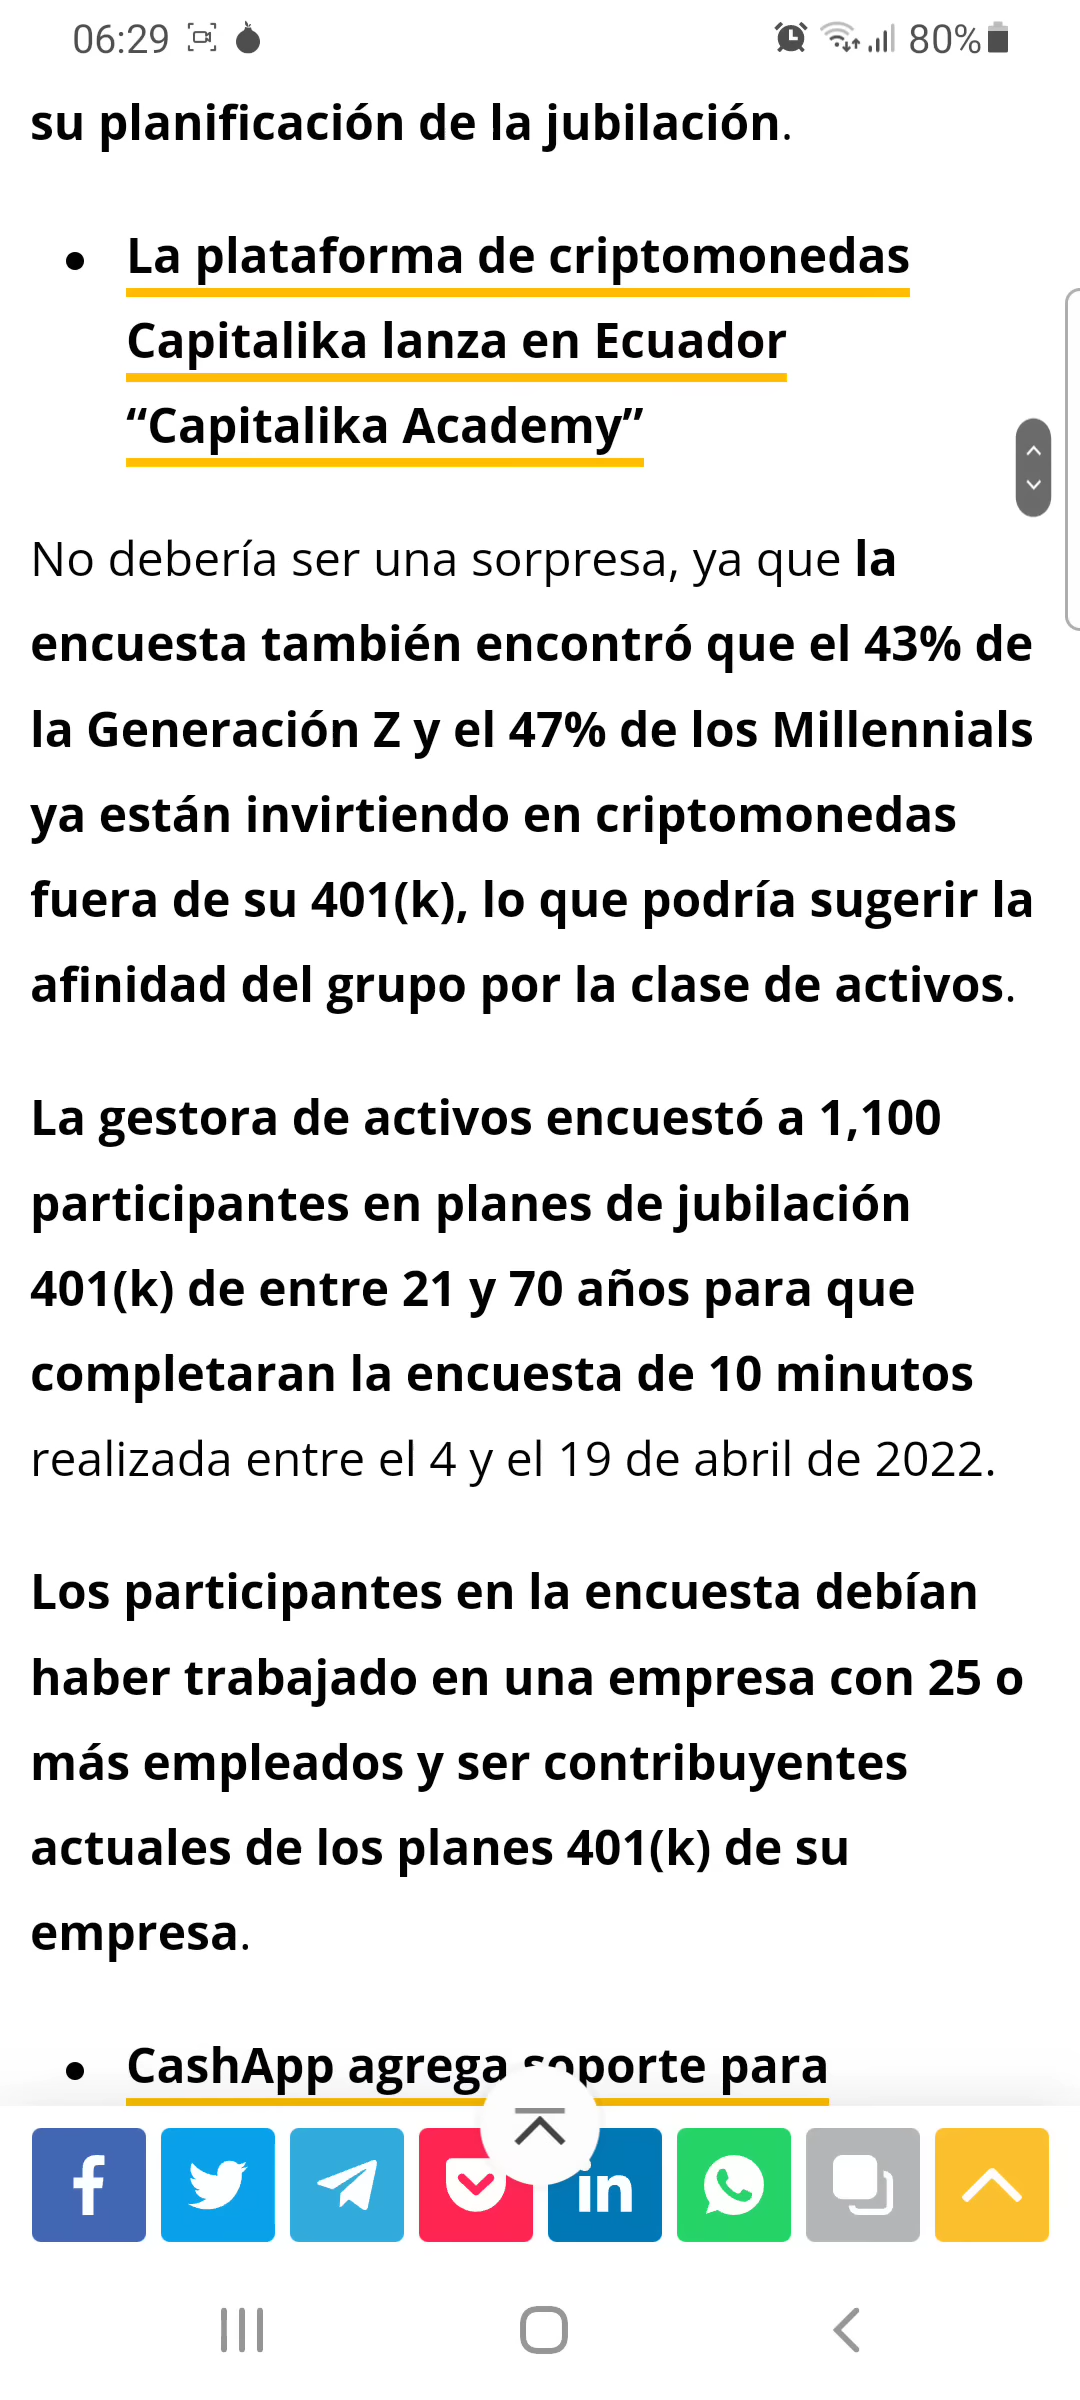 06:29
80%
su planificación de la jubilación.
La plataforma de criptomonedas
Capitalika lanza en Ecuador
“Capitalika Academy”
No debería ser una sorpresa, ya que la
encuesta también encontró que el 43% de
la Generación Z y el 47% de los Millennials
ya están invirtiendo en criptomonedas
fuera de su 401(k), lo que podría sugerir la
afinidad del grupo por la clase de activos.
La gestora de activos encuestó a 1,100
participantes en planes de jubilación
401(k) de entre 21 y 70 años para que
completaran la encuesta de 10 minutos
realizada entre el 4 y el 19 de abril de 2022.
Los participantes en la encuesta debían
haber trabajado en una empresa con 25 o
más empleados y ser contribuyentes
actuales de los planes 401(k) de su
empresa.
CashApp agrega soporte para
f
in